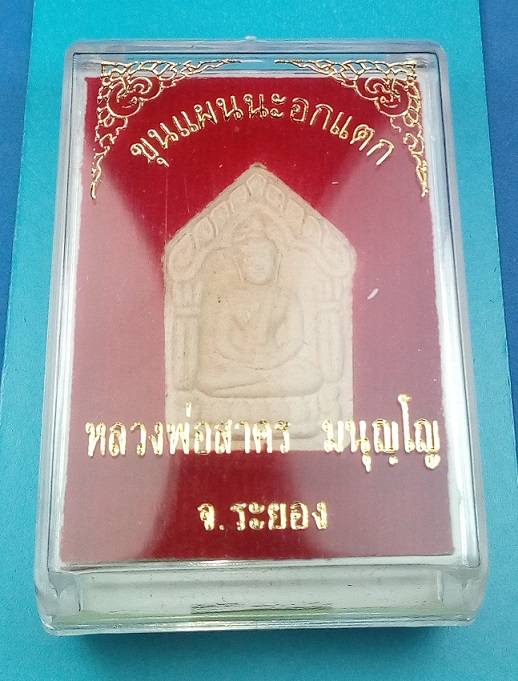 ขุนแผนนะอกแตก
หลวงพ่อสาคร มนุญฺโญ
จ.ระยอง